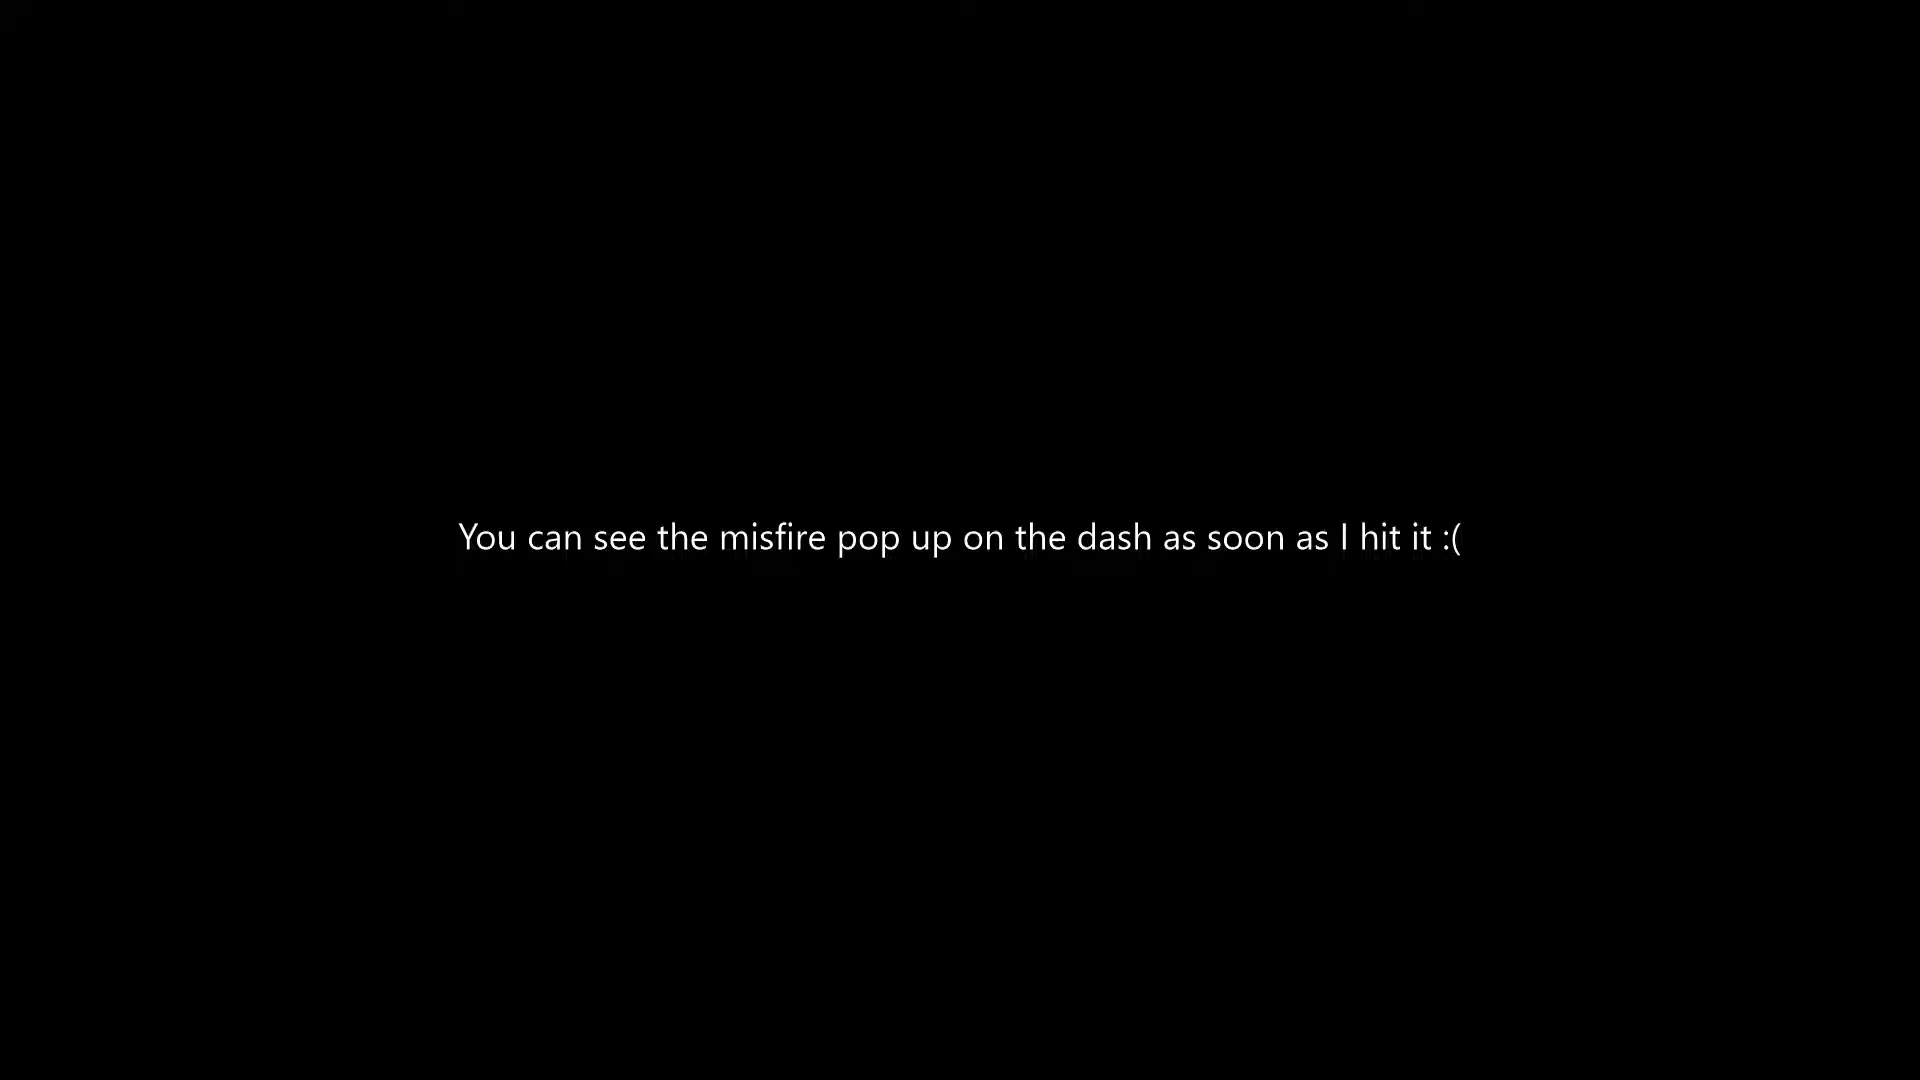 You can see the misfire pop up on the dash as soon as I hit it :(